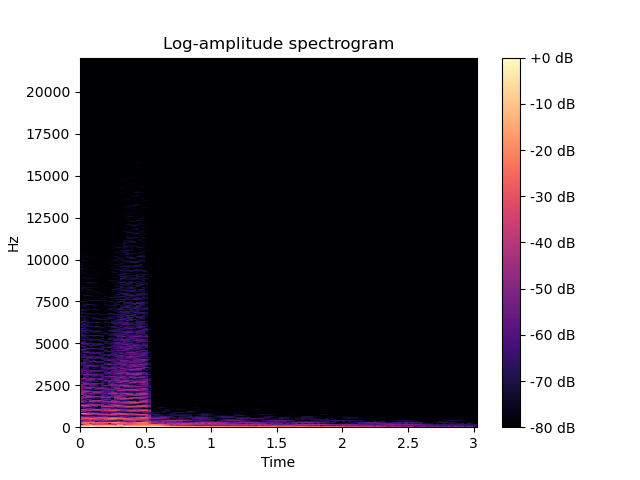 Log-amplitude spectrogram
20000
17500
15000
12500
10000
7500
5000
2500
0
Hz
0
0.5
1
1.5
2
2.5
3
Time
+0 dB
-10 dB
-20 dB
-30 dB
-40 dB
-50 dB
-60 dB
-70 dB
-80 dB